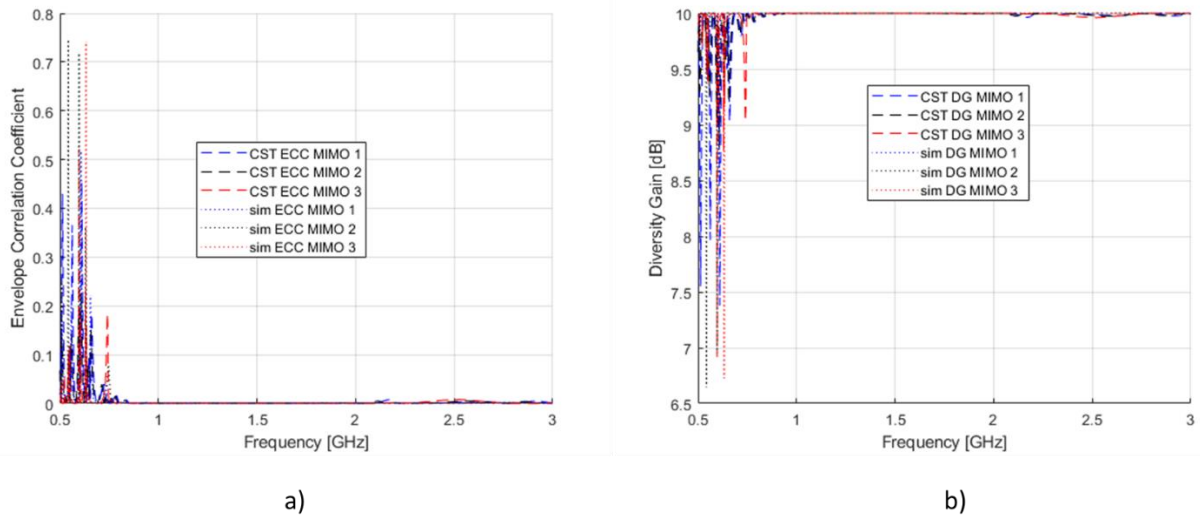 0.8
0.7
0.6
0.5
0.4
0.3
0.2
0.1
0
Envelope Correlation Coefficient
CST ECC MIMO 1
CST ECC MIMO 2
CST ECC MIMO 3
sim ECC MIMO 1
sim ECC MIMO 2
sim ECC MIMO 3
0.5 1 1.5 2 2.5 3
Frequency [GHz]
a)
10
9.5
9
8.5
8
7.5
7
6.5
Diversity Gain [dB]
CST DG MIMO 1
CST DG MIMO 2
CST DG MIMO 3
sim DG MIMO 1
sim DG MIMO 2
sim DG MIMO 3
0.5 1 1.5 2 2.5 3
Frequency [GHz]
b)